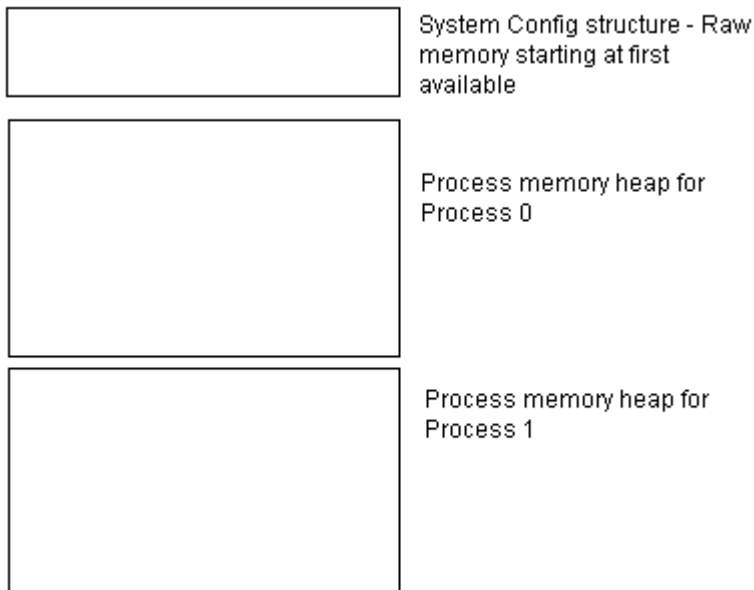 System Config structure - Raw
memory starting at first
available
Process memory heap for
Process 0
Process memory heap for
Process 1